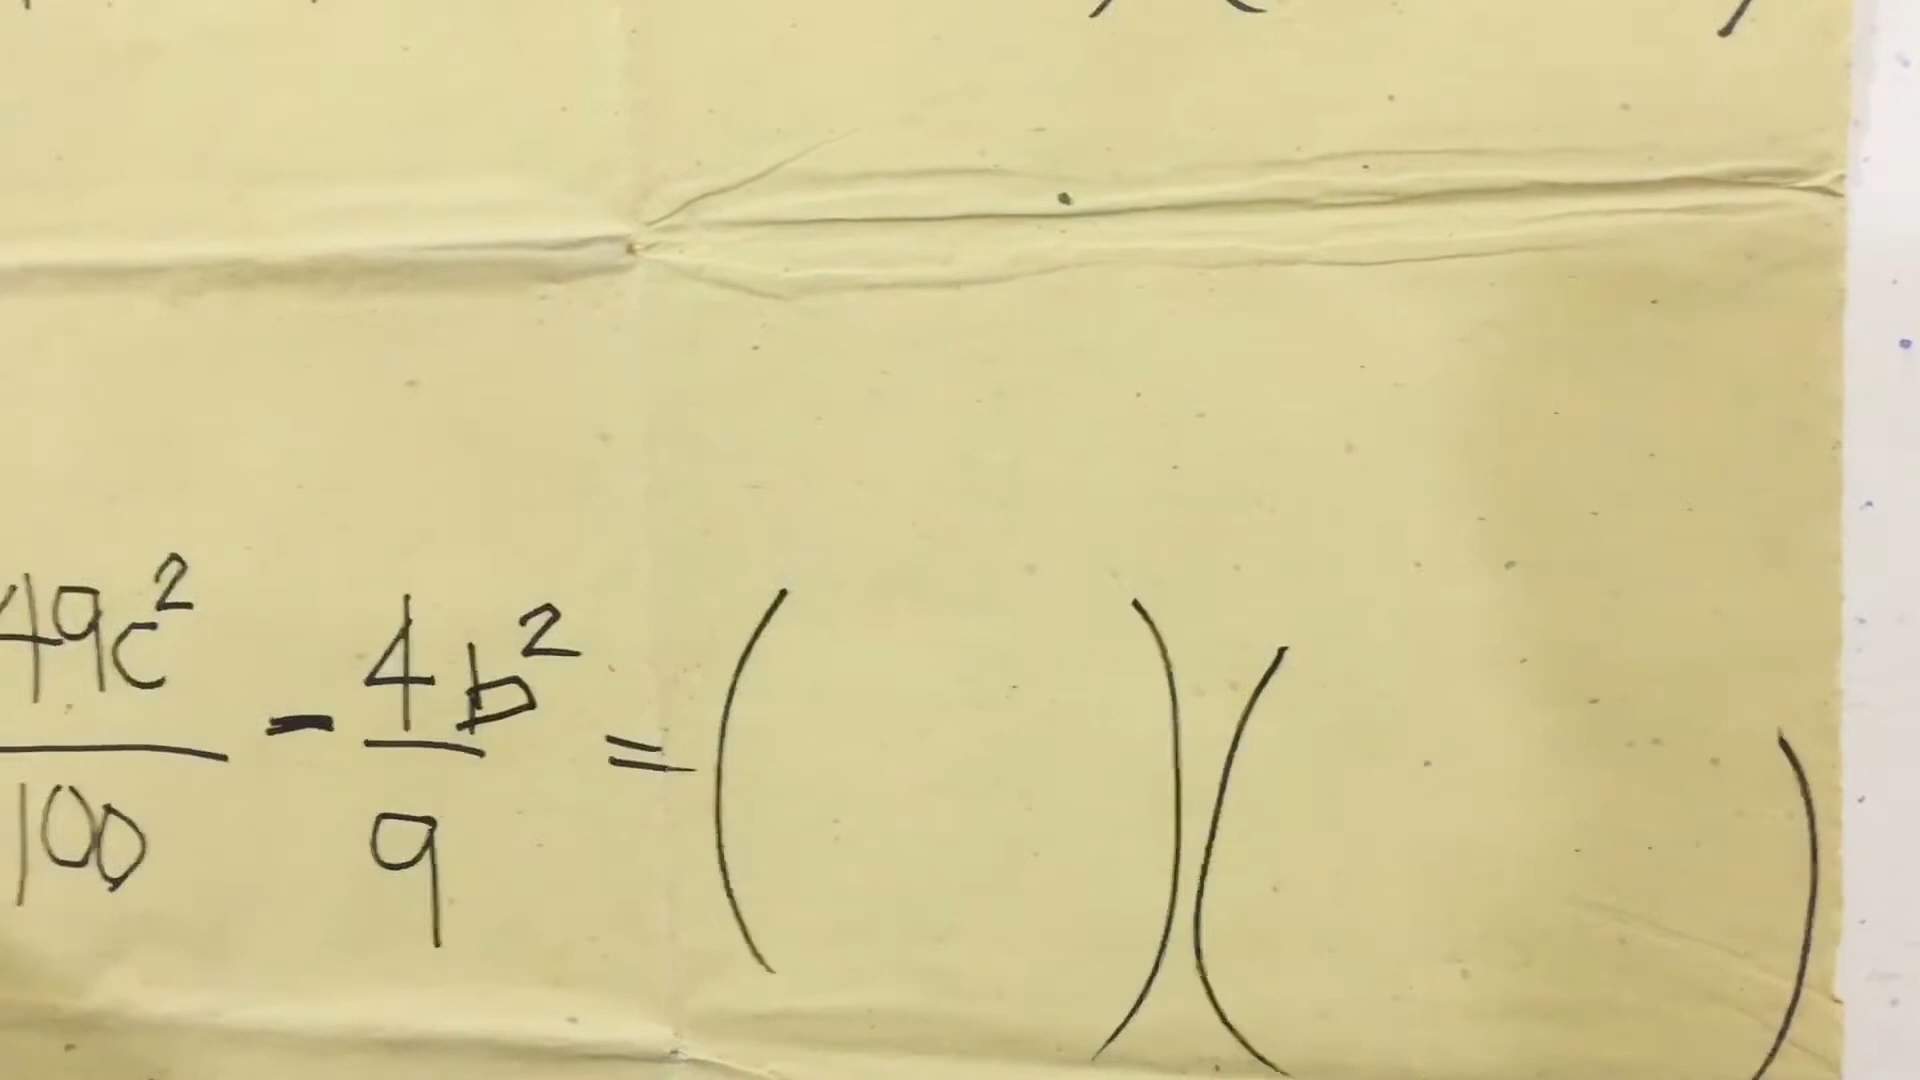 49c²/100 - 4b²/9 = ( ) ( )